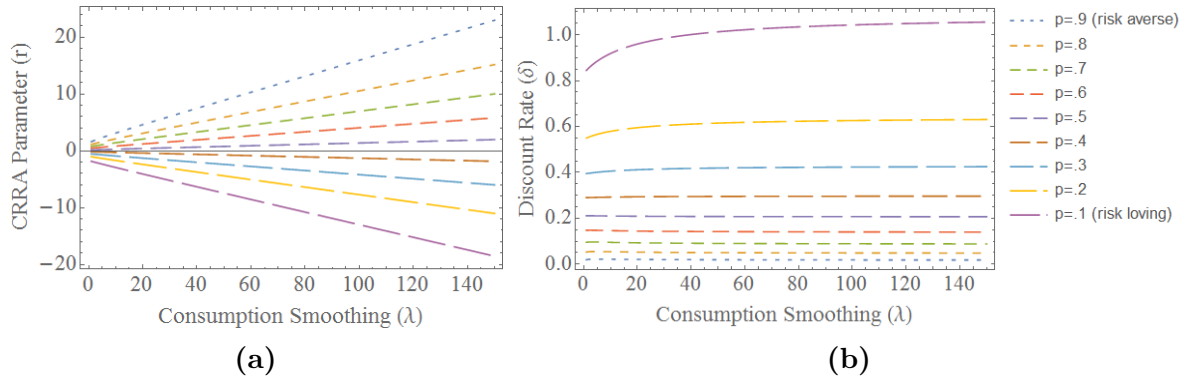 CRRA Parameter (r)
20
10
0
−10
−20
0 20 40 60 80 100 120 140
Consumption Smoothing (λ)
(a)
Discount Rate (δ)
1.0
0.8
0.6
0.4
0.2
0.0
0 20 40 60 80 100 120 140
Consumption Smoothing (λ)
(b)
p=.9 (risk averse)
p=.8
p=.7
p=.6
p=.5
p=.4
p=.3
p=.2
p=.1 (risk loving)